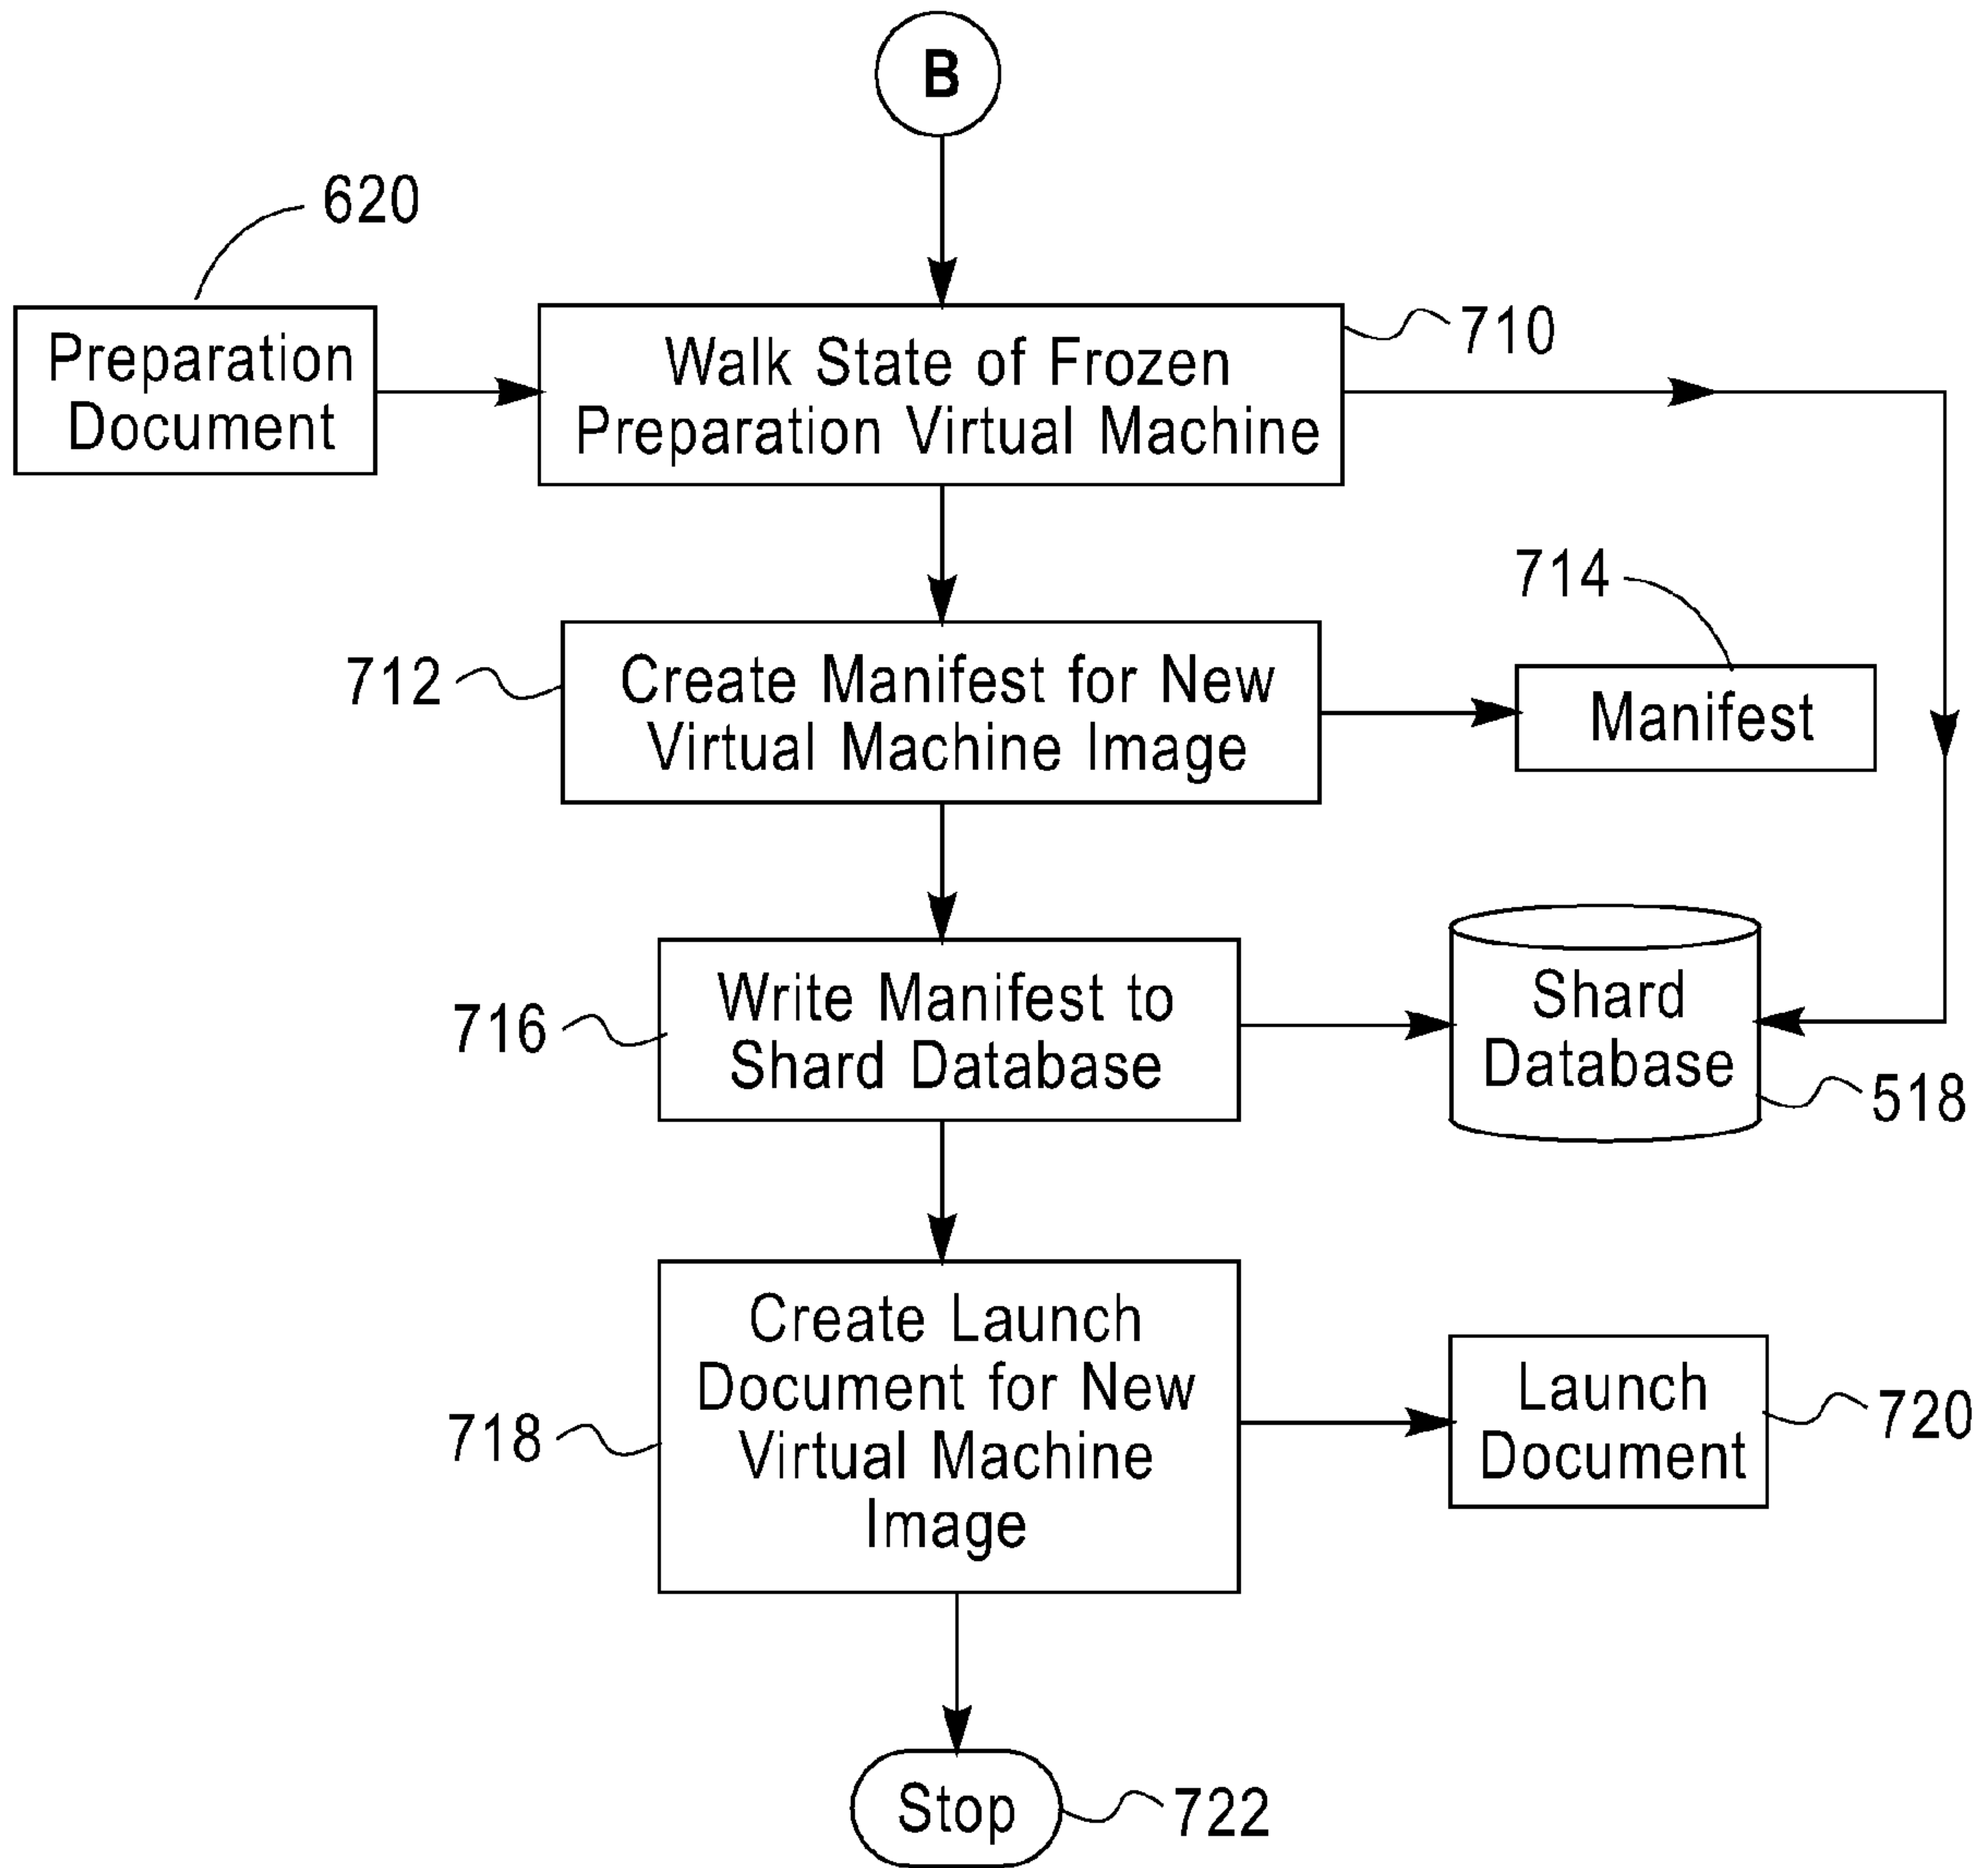 B
620
Preparation
Document
Walk State of Frozen
Preparation Virtual Machine
710
714
712
Create Manifest for New
Virtual Machine Image
Manifest
716
Write Manifest to
Shard Database
Shard
Database
518
718
Create Launch
Document for New
Virtual Machine
Image
Launch
Document
720
Stop
722